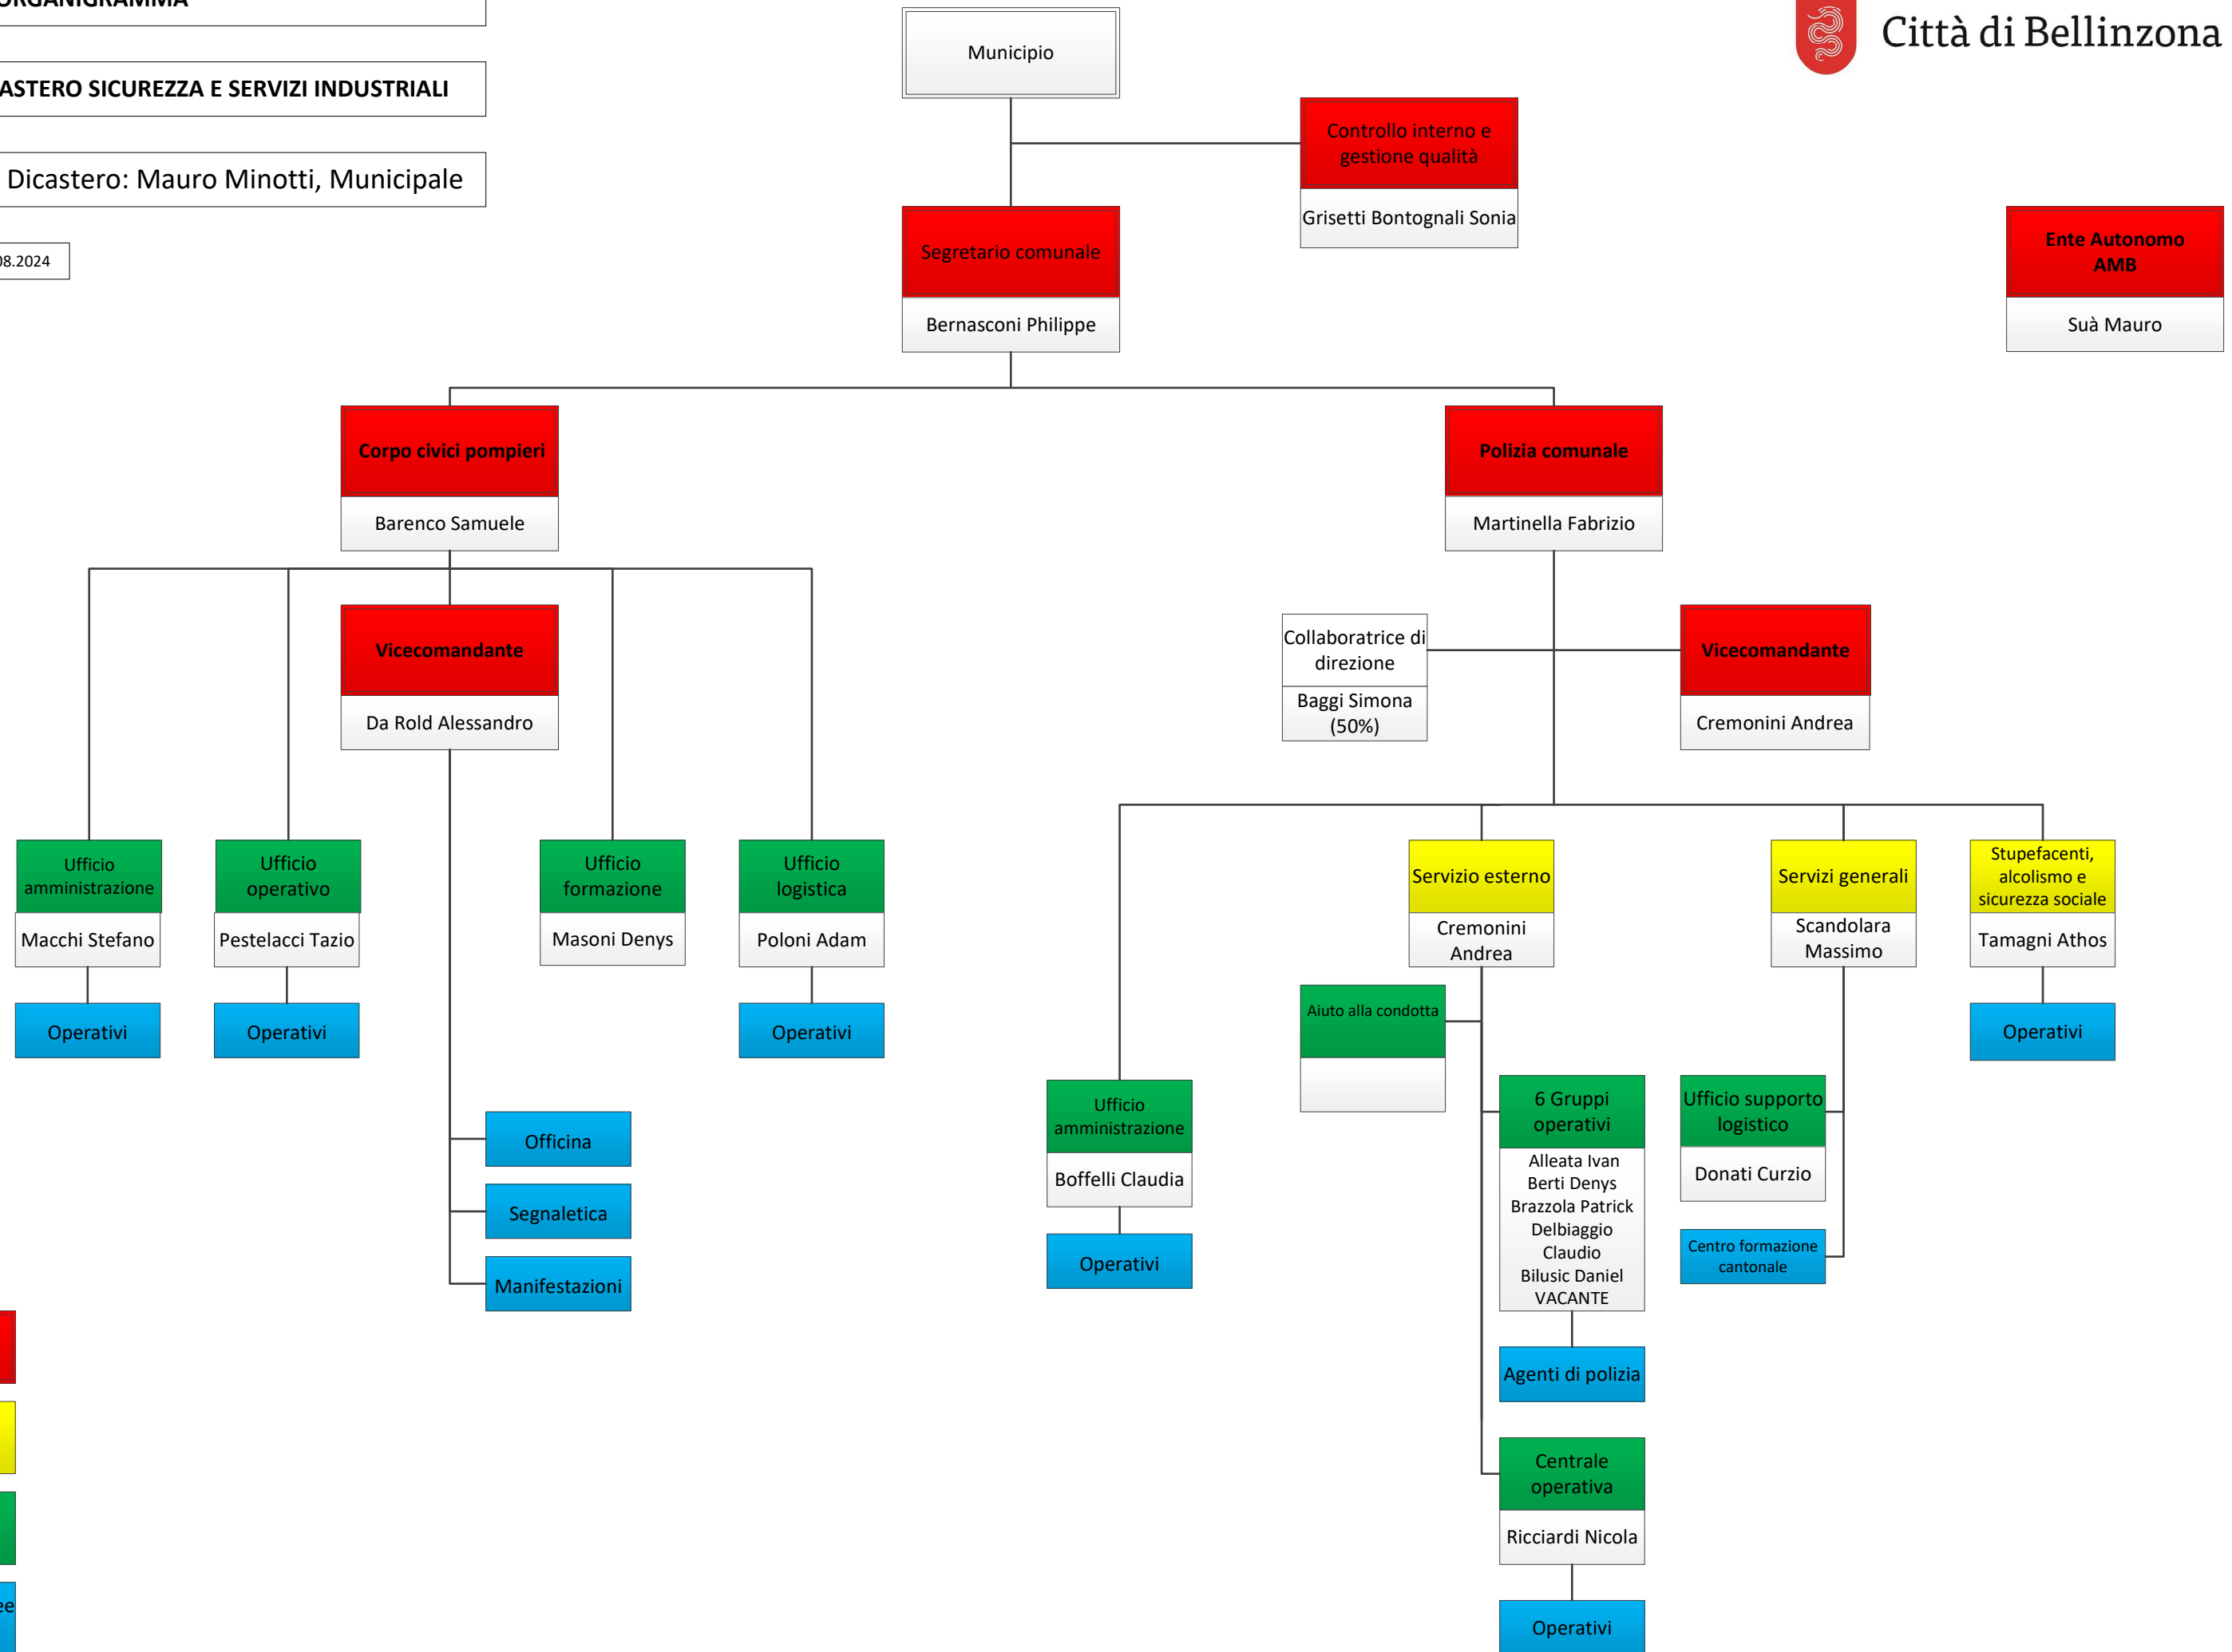 ORGANIGRAMMA
Città di Bellinzona
Municipio
ASTERO SICUREZZA E SERVIZI INDUSTRIALI
Controllo interno e
gestione qualità
Grisetti Bontognali Sonia
Dicastero: Mauro Minotti, Municipale
08.2024
Segretario comunale
Bernasconi Philippe
Ente Autonomo
AMB
Suà Mauro
Corpo civici pompieri
Barenco Samuele
Polizia comunale
Martinella Fabrizio
Vicecomandante
Da Rold Alessandro
Collaboratrice di
direzione
Baggi Simona
(50%)
Vicecomandante
Cremonini Andrea
Ufficio
amministrazione
Macchi Stefano
Operativi
Ufficio
operativo
Pestelacci Tazio
Operativi
Ufficio
formazione
Masoni Denys
Ufficio
logistica
Poloni Adam
Operativi
Officina
Segnaletica
Manifestazioni
Ufficio
amministrazione
Boffelli Claudia
Operativi
Servizio esterno
Cremonini
Andrea
Aiuto alla condotta
6 Gruppi
operativi
Alleata Ivan
Berti Denys
Brazzola Patrick
Delbiaggio
Claudio
Bilusic Daniel
VACANTE
Agenti di polizia
Centrale
operativa
Ricciardi Nicola
Operativi
Servizi generali
Scandolara
Massimo
Ufficio supporto
logistico
Donati Curzio
Centro formazione
cantonale
Stupefacenti,
alcolismo e
sicurezza sociale
Tamagni Athos
Operativi
ee